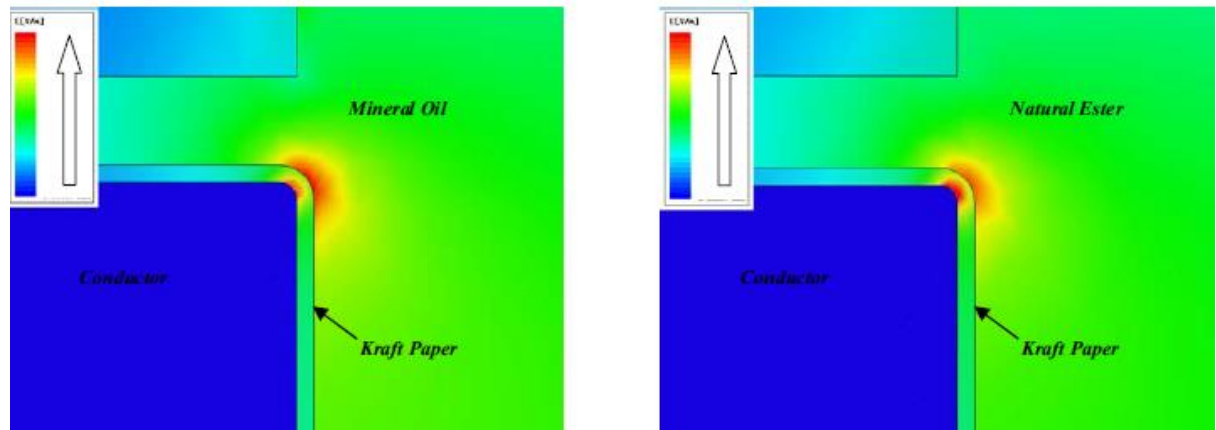 E[V/m]
Mineral Oil
Conductor
Kraft Paper
E[V/m]
Natural Ester
Conductor
Kraft Paper